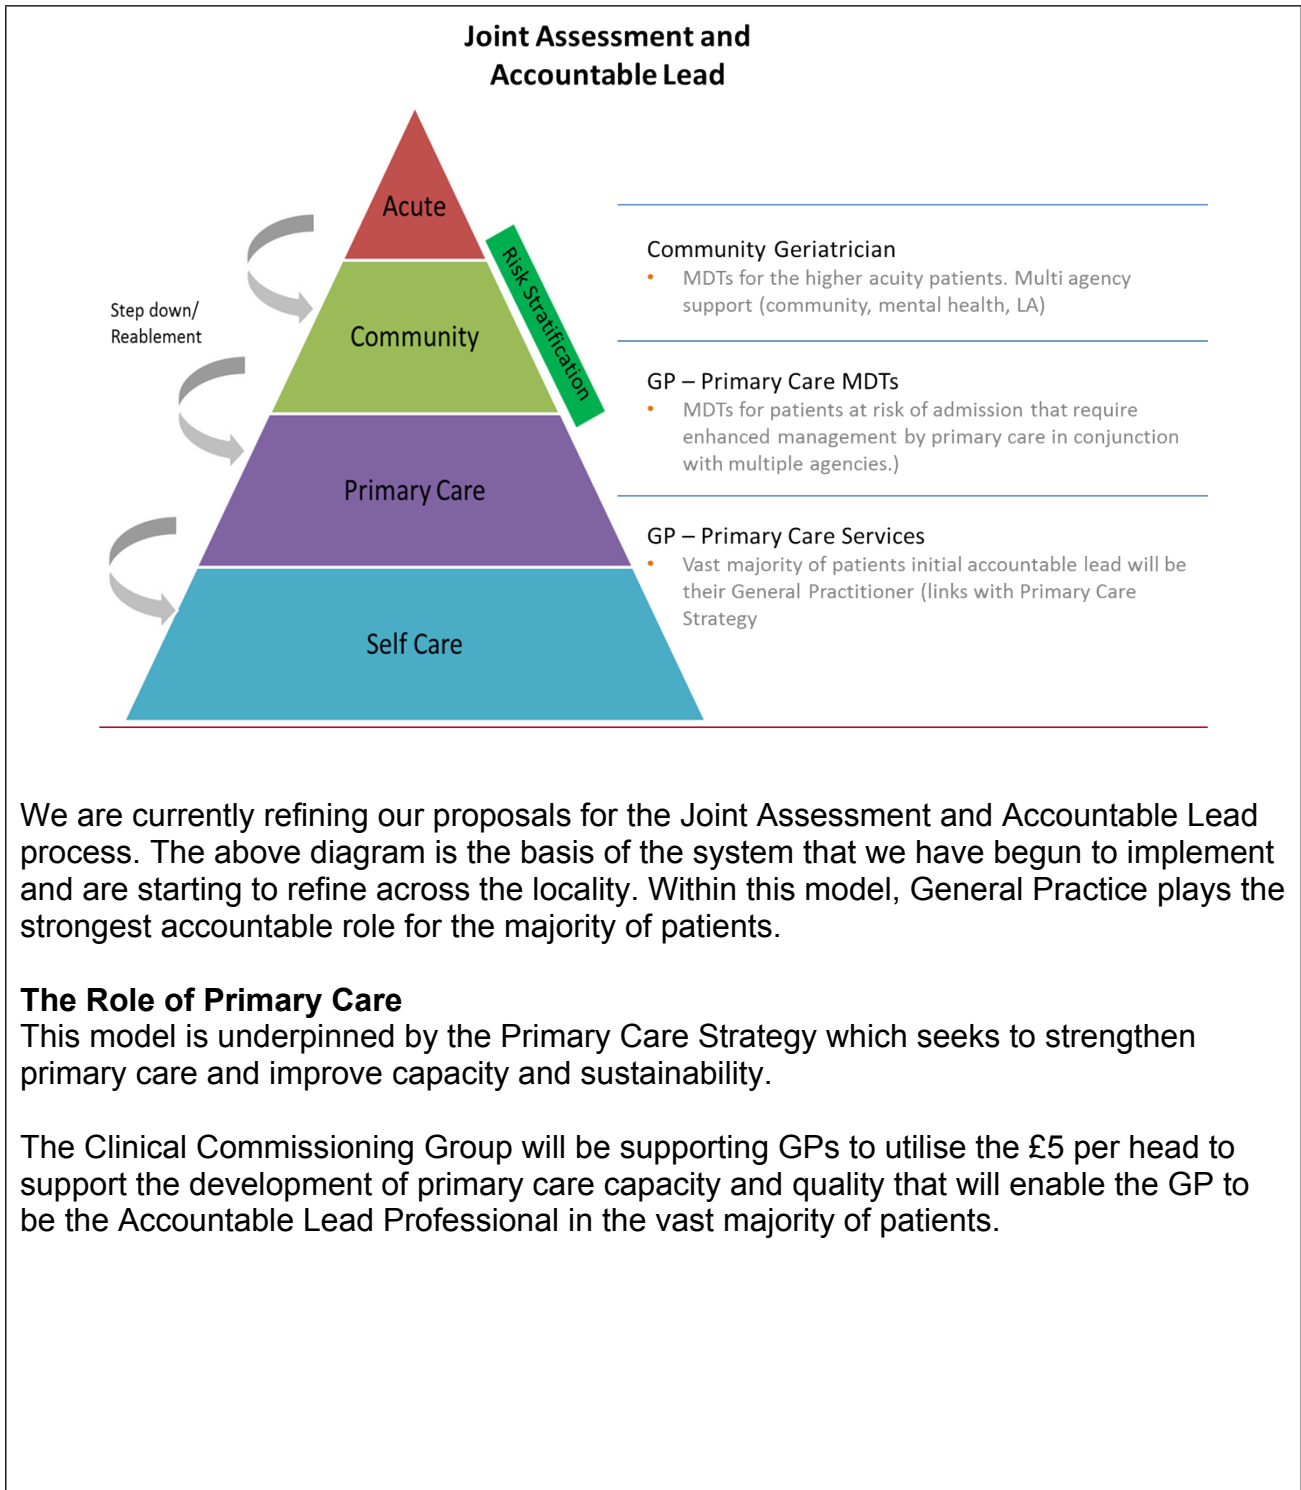 Joint Assessment and
Accountable Lead
Acute
Community
Primary Care
Self Care
Risk Stratification
Step down/
Reablement
Community Geriatrician
• MDTs for the higher acuity patients. Multi agency
support (community, mental health, LA)
GP – Primary Care MDTs
• MDTs for patients at risk of admission that require
enhanced management by primary care in conjunction
with multiple agencies.)
GP – Primary Care Services
• Vast majority of patients initial accountable lead will be
their General Practitioner (links with Primary Care
Strategy
We are currently refining our proposals for the Joint Assessment and Accountable Lead
process. The above diagram is the basis of the system that we have begun to implement
and are starting to refine across the locality. Within this model, General Practice plays the
strongest accountable role for the majority of patients.
The Role of Primary Care
This model is underpinned by the Primary Care Strategy which seeks to strengthen
primary care and improve capacity and sustainability.
The Clinical Commissioning Group will be supporting GPs to utilise the £5 per head to
support the development of primary care capacity and quality that will enable the GP to
be the Accountable Lead Professional in the vast majority of patients.